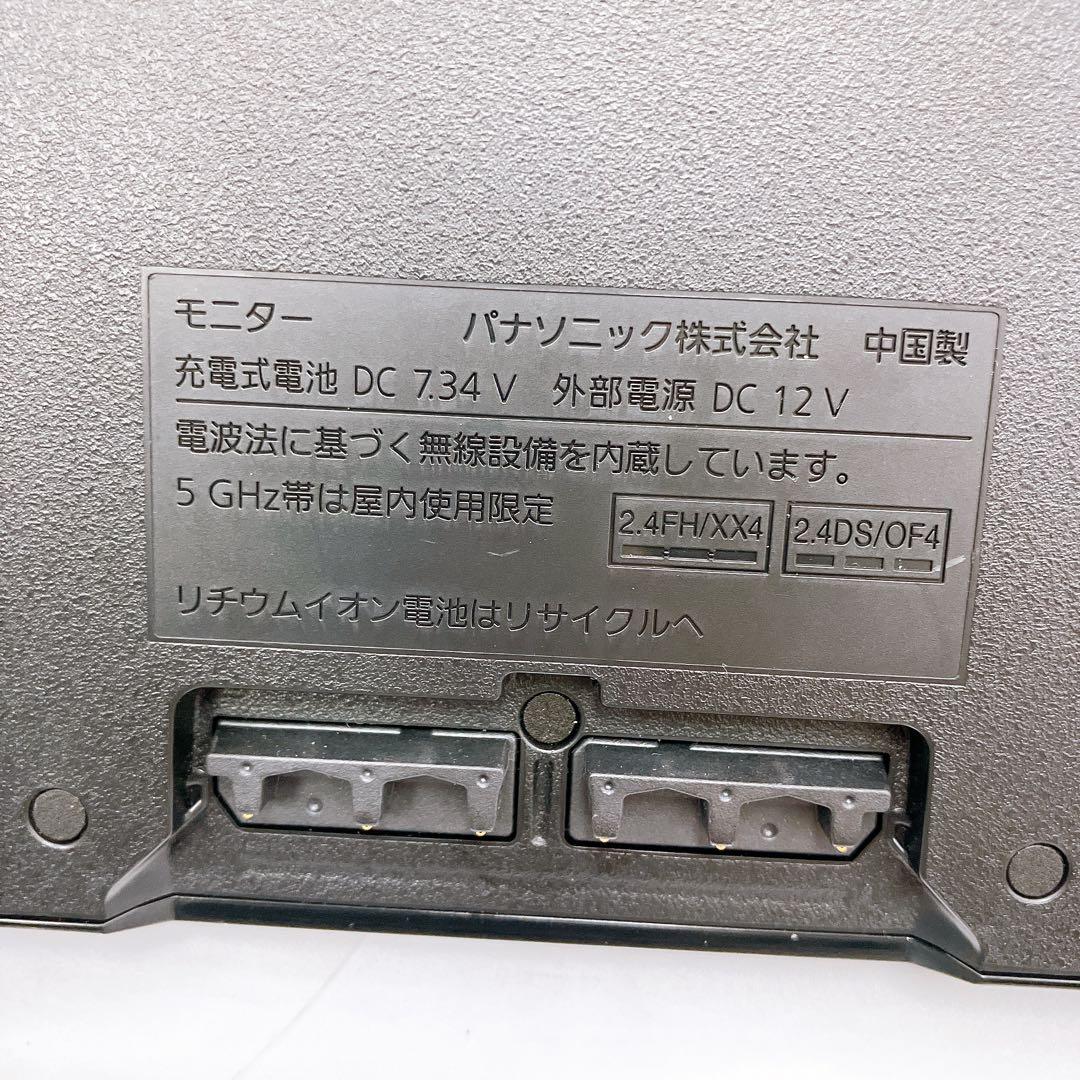 モニター パナソニック株式会社 中国製
充電式電池 DC 7.34 V 外部電源 DC 12 V
電波法に基づく無線設備を内蔵しています。
5 GHz帯は屋内使用限定 2.4FH/XX4 2.4DS/OF4
リチウムイオン電池はリサイクルへ